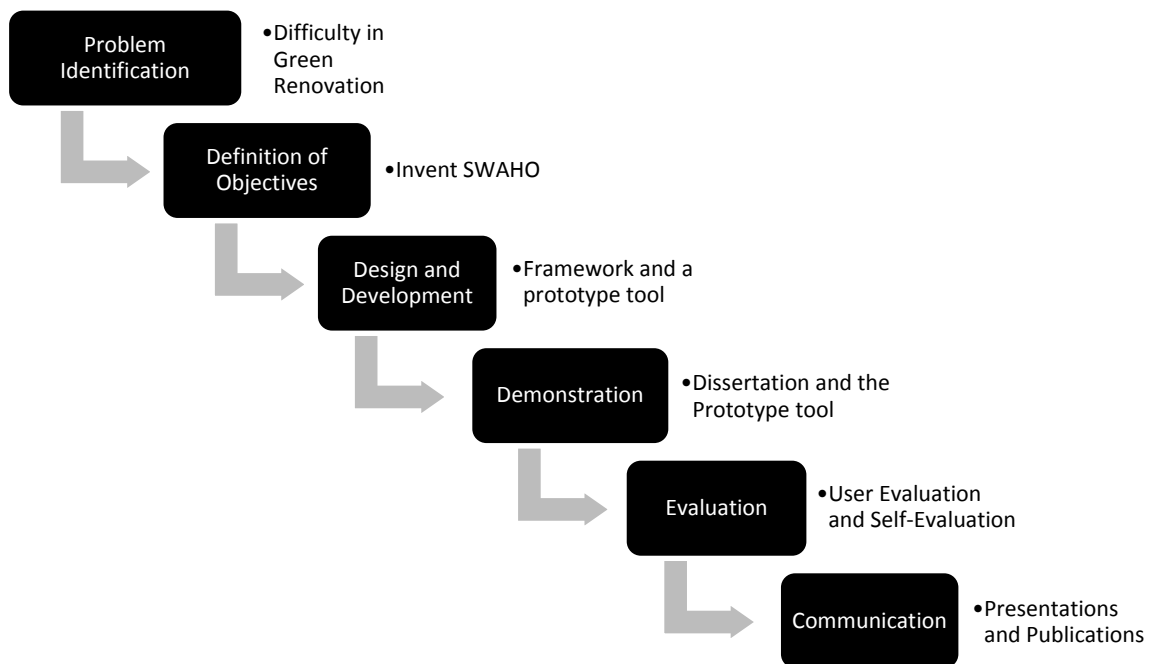 Problem
Identification
•Difficulty in
Green
Renovation
Definition of
Objectives
•Invent SWAHO
Design and
Development
•Framework and a
prototype tool
Demonstration
•Dissertation and the
Prototype tool
Evaluation
•User Evaluation
and Self-Evaluation
Communication
•Presentations
and Publications